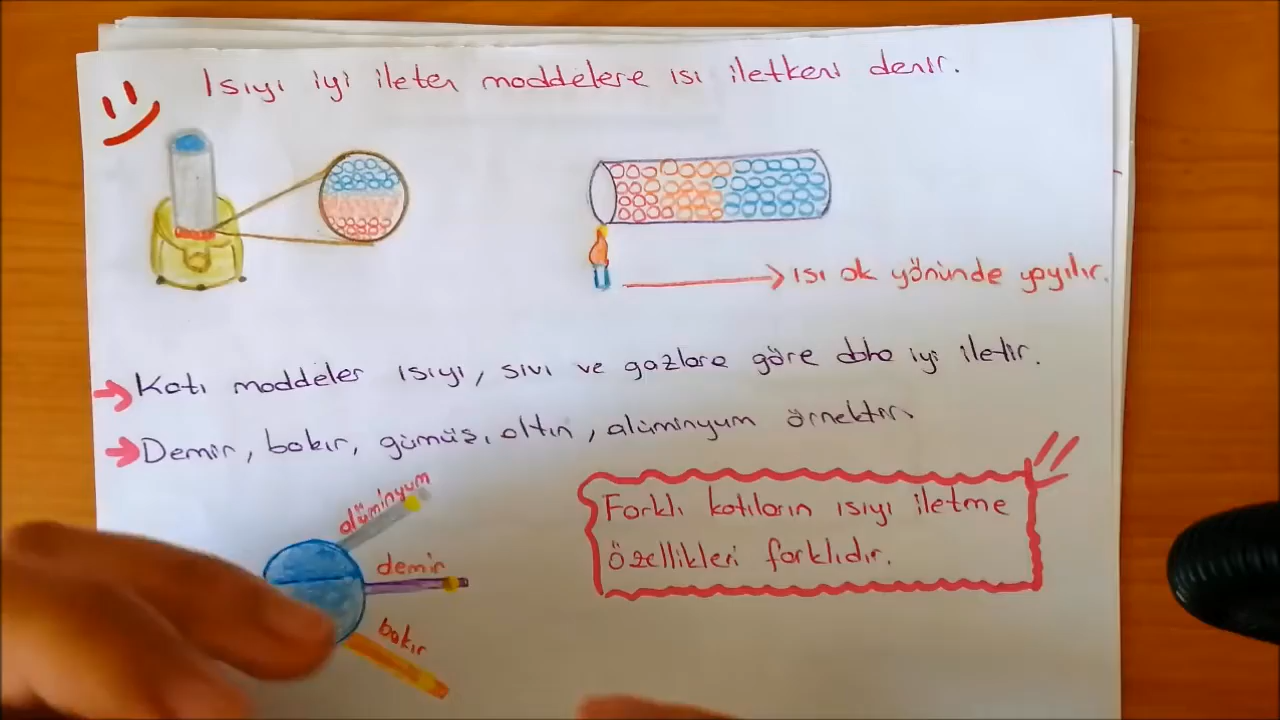 Isıyı iyi ileten maddelere ısı iletkeni denir.
ısı ok yönünde yayılır.
Katı maddeler ısıyı, sıvı ve gazlara göre daha iyi iletir.
Demir, bakır, gümüş, altın, alüminyum örnektir.
alüminyum
demir
bakır
Farklı katıların ısıyı iletme
özellikleri farklıdır.